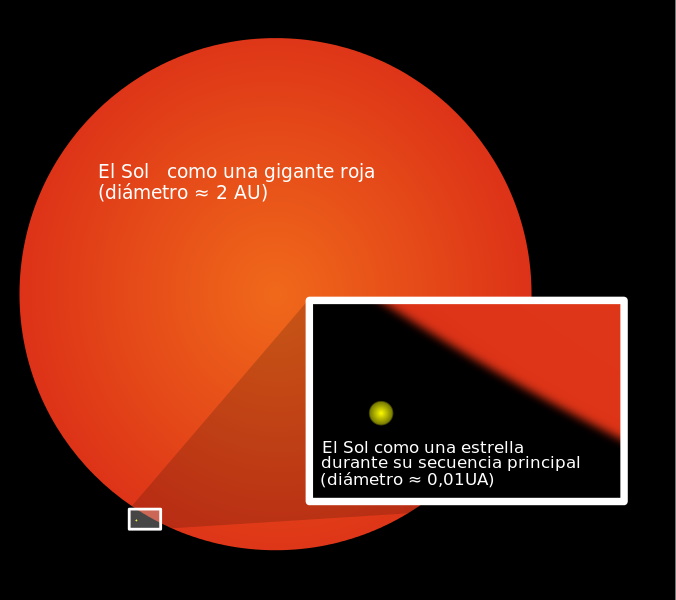 El Sol como una gigante roja
(diámetro ≈ 2 AU)
El Sol como una estrella
durante su secuencia principal
(diámetro ≈ 0,01UA)